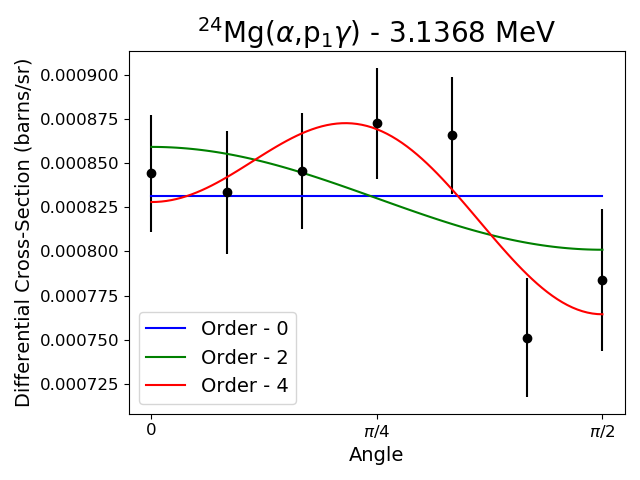 ²⁴Mg(α,p₁γ) - 3.1368 MeV
Differential Cross-Section (barns/sr)
0.000900
0.000875
0.000850
0.000825
0.000800
0.000775
0.000750
0.000725
Order - 0
Order - 2
Order - 4
0 π/4 π/2
Angle